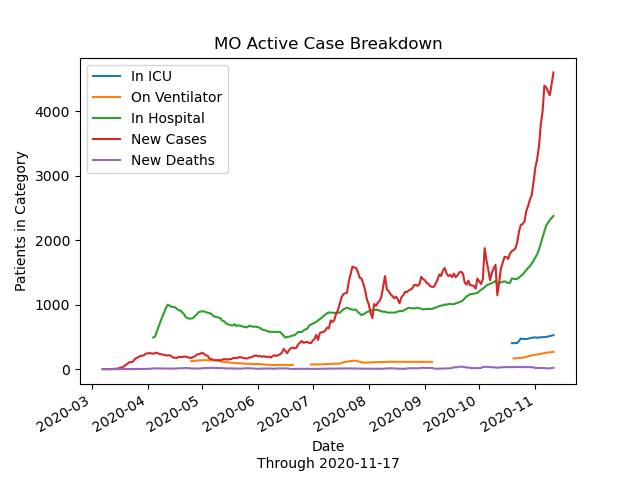 MO Active Case Breakdown
In ICU
On Ventilator
In Hospital
New Cases
New Deaths
Patients in Category
4000
3000
2000
1000
0
2020-03
2020-04
2020-05
2020-06
2020-07
2020-08
2020-09
2020-10
2020-11
Date
Through 2020-11-17